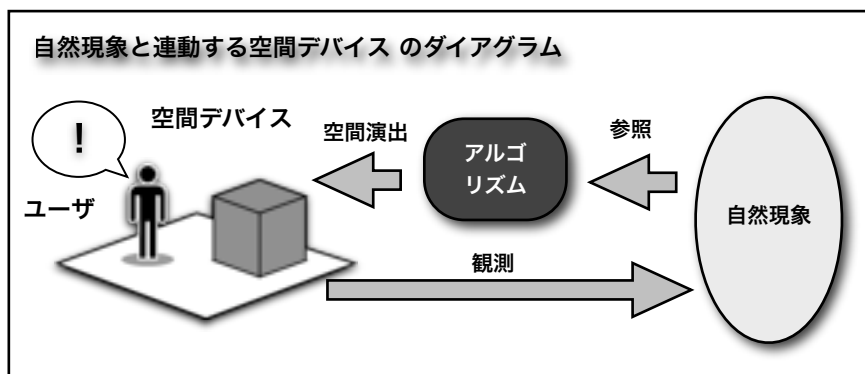 自然現象と連動する空間デバイス のダイアグラム
!
空間デバイス
ユーザ
空間演出
アルゴ
リズム
参照
自然現象
観測